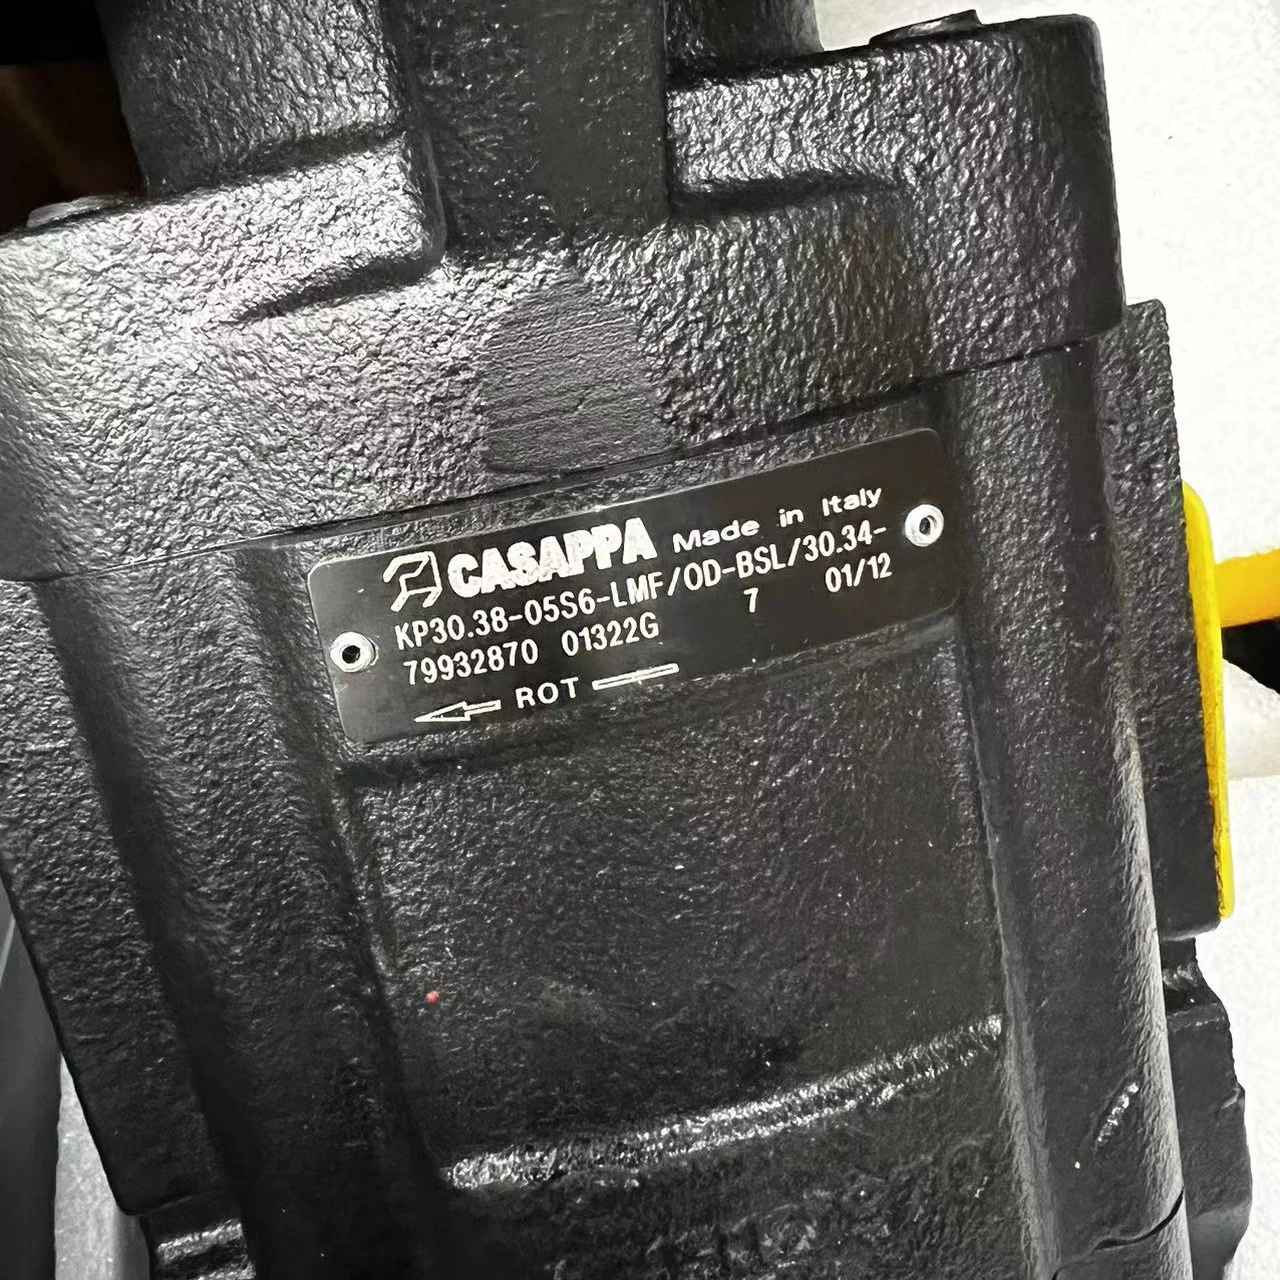 CASAPPA Made in Italy
KP30.38-05S6-LMF/OD-BSL/30.34-
79932870 01322G 7 01/12
ROT